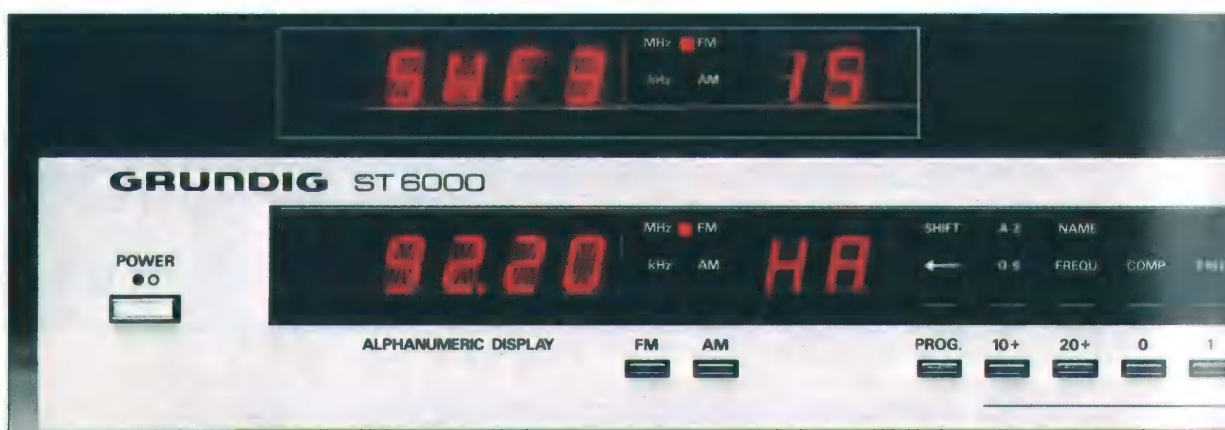 MHz FM
SWF3 15
kHz AM
GRUNDIG ST 6000
MHz FM SHIFT A-Z NAME
92.20 HA
POWER kHz AM ← 0-9 FREQU COMP
ALPHANUMERIC DISPLAY FM AM PROG. 10+ 20+ 0 1